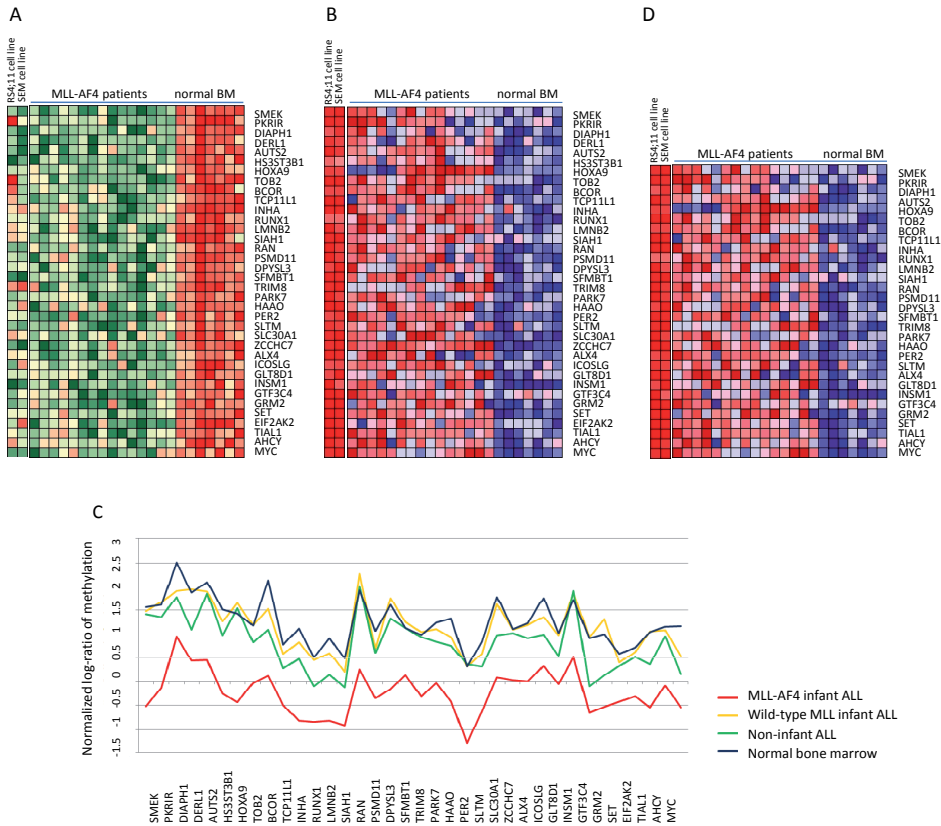 A
RS4;11 cell line
SEM cell line
MLL-AF4 patients
normal BM
SMEK
PKRIR
DIAPH1
DERL1
AUTS2
HS3ST3B1
HOXA9
TOB2
BCOR
TCP11L1
INHA
RUNX1
LMNB2
SIAH1
RAN
PSMD11
DPYSL3
SFMBT1
TRIM8
PARK7
HAAO
PER2
SLTM
SLC30A1
ZCCHC7
ALX4
ICOSLG
GLT8D1
INSM1
GTF3C4
GRM2
SET
EIF2AK2
TIAL1
AHCY
MYC
B
RS4;11 cell line
SEM cell line
MLL-AF4 patients
normal BM
SMEK
PKRIR
DIAPH1
DERL1
AUTS2
HS3ST3B1
HOXA9
TOB2
BCOR
TCP11L1
INHA
RUNX1
LMNB2
SIAH1
RAN
PSMD11
DPYSL3
SFMBT1
TRIM8
PARK7
HAAO
PER2
SLTM
SLC30A1
ZCCHC7
ALX4
ICOSLG
GLT8D1
INSM1
GTF3C4
GRM2
SET
EIF2AK2
TIAL1
AHCY
MYC
D
RS4;11 cell line
SEM cell line
MLL-AF4 patients
normal BM
SMEK
PKRIR
DIAPH1
AUTS2
HOXA9
TOB2
BCOR
TCP11L1
INHA
RUNX1
LMNB2
SIAH1
RAN
PSMD11
DPYSL3
SFMBT1
TRIM8
PARK7
HAAO
PER2
SLTM
ALX4
GLT8D1
INSM1
GTF3C4
GRM2
SET
TIAL1
AHCY
MYC
C
Normalized log-ratio of methylation
3
2.5
2
1.5
1
0.5
0
-0.5
-1
-1.5
SMEK
PKRIR
DIAPH1
DERL1
AUTS2
HS3ST3B1
HOXA9
TOB2
BCOR
TCP11L1
INHA
RUNX1
LMNB2
SIAH1
RAN
PSMD11
DPYSL3
SFMBT1
TRIM8
PARK7
HAAO
PER2
SLTM
SLC30A1
ZCCHC7
ALX4
ICOSLG
GLT8D1
INSM1
GTF3C4
GRM2
SET
EIF2AK2
TIAL1
AHCY
MYC
MLL-AF4 infant ALL
Wild-type MLL infant ALL
Non-infant ALL
Normal bone marrow